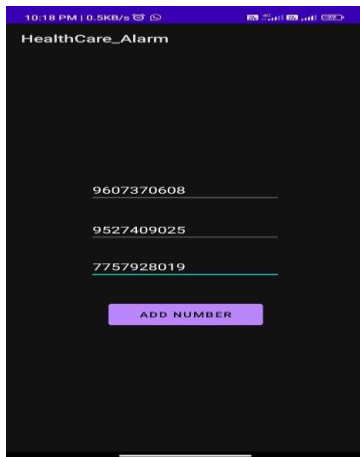 10:18 PM | 0.5KB/s
HealthCare_Alarm
9607370608
9527409025
7757928019
ADD NUMBER